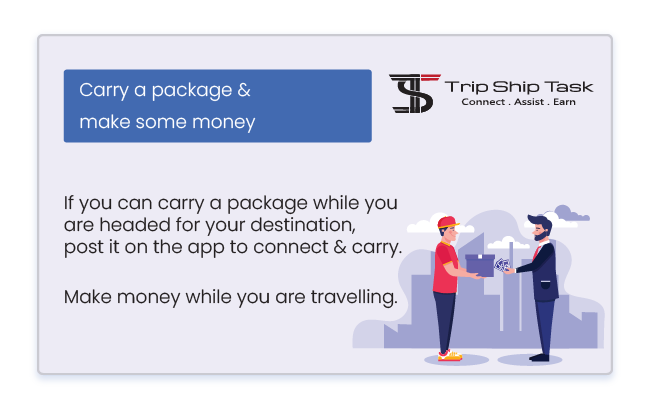 Carry a package &
make some money
Trip Ship Task
Connect . Assist . Earn
If you can carry a package while you
are headed for your destination,
post it on the app to connect & carry.
Make money while you are travelling.